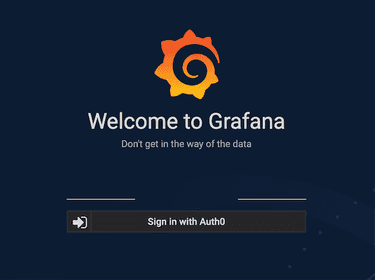 Welcome to Grafana
Don't get in the way of the data
Sign in with Auth0